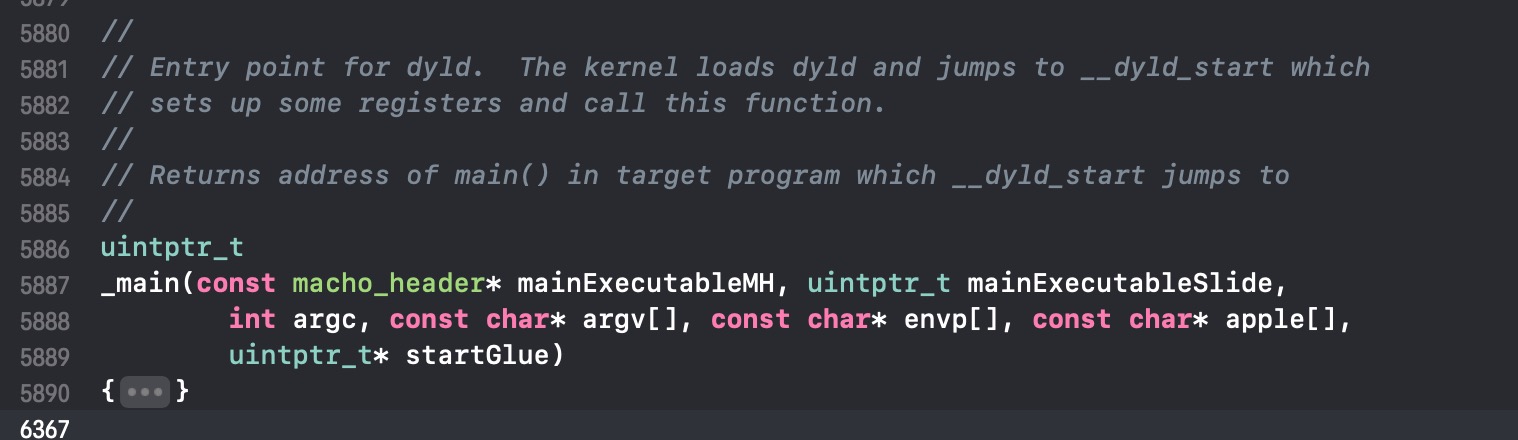 5879
5880 //
5881 // Entry point for dyld.  The kernel loads dyld and jumps to __dyld_start which
5882 // sets up some registers and call this function.
5883 //
5884 // Returns address of main() in target program which __dyld_start jumps to
5885 //
5886 uintptr_t
5887 _main(const macho_header* mainExecutableMH, uintptr_t mainExecutableSlide,
5888         int argc, const char* argv[], const char* envp[], const char* apple[],
5889         uintptr_t* startGlue)
5890 {•••}
6367